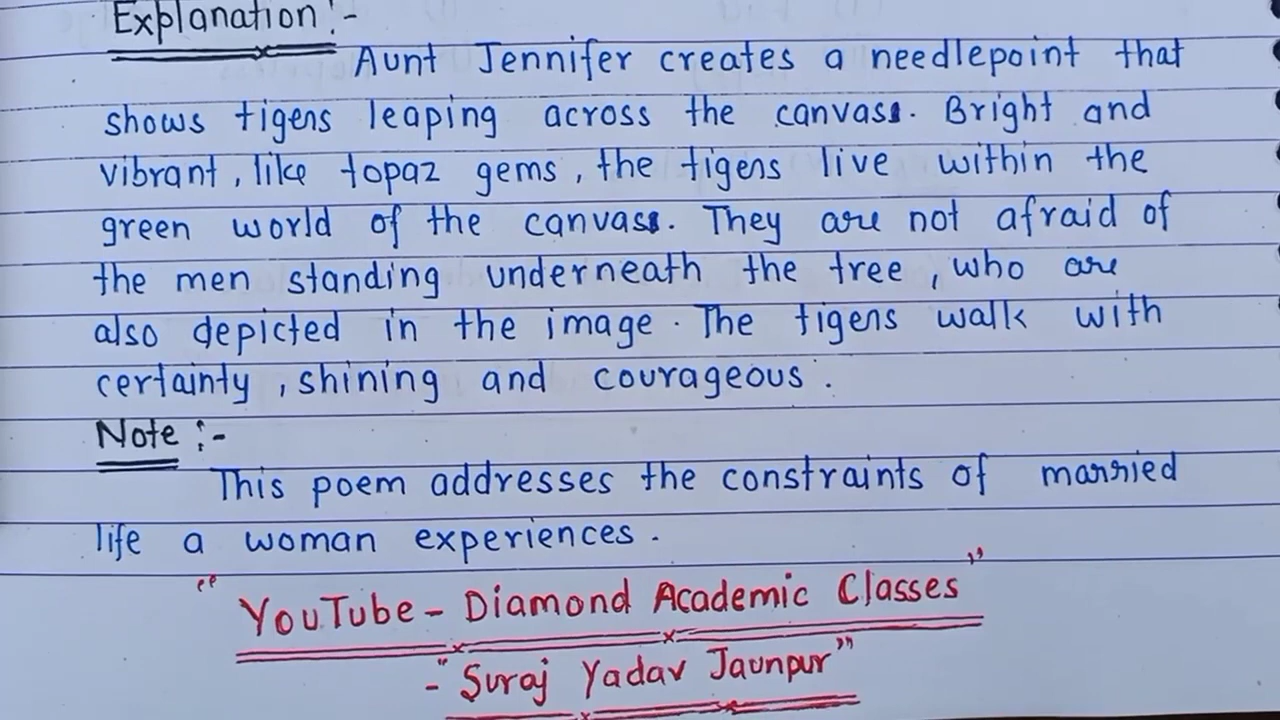 Explanation :-
Aunt Jennifer creates a needlepoint that
shows tigers leaping across the canvass. Bright and
vibrant, like topaz gems, the tigers live within the
green world of the canvass. They are not afraid of
the men standing underneath the tree, who are
also depicted in the image. The tigers walk with
certainty, shining and courageous.
Note :-
This poem addresses the constraints of married
life a woman experiences.
"YouTube - Diamond Academic Classes"
- "Suraj Yadav Jaunpur"